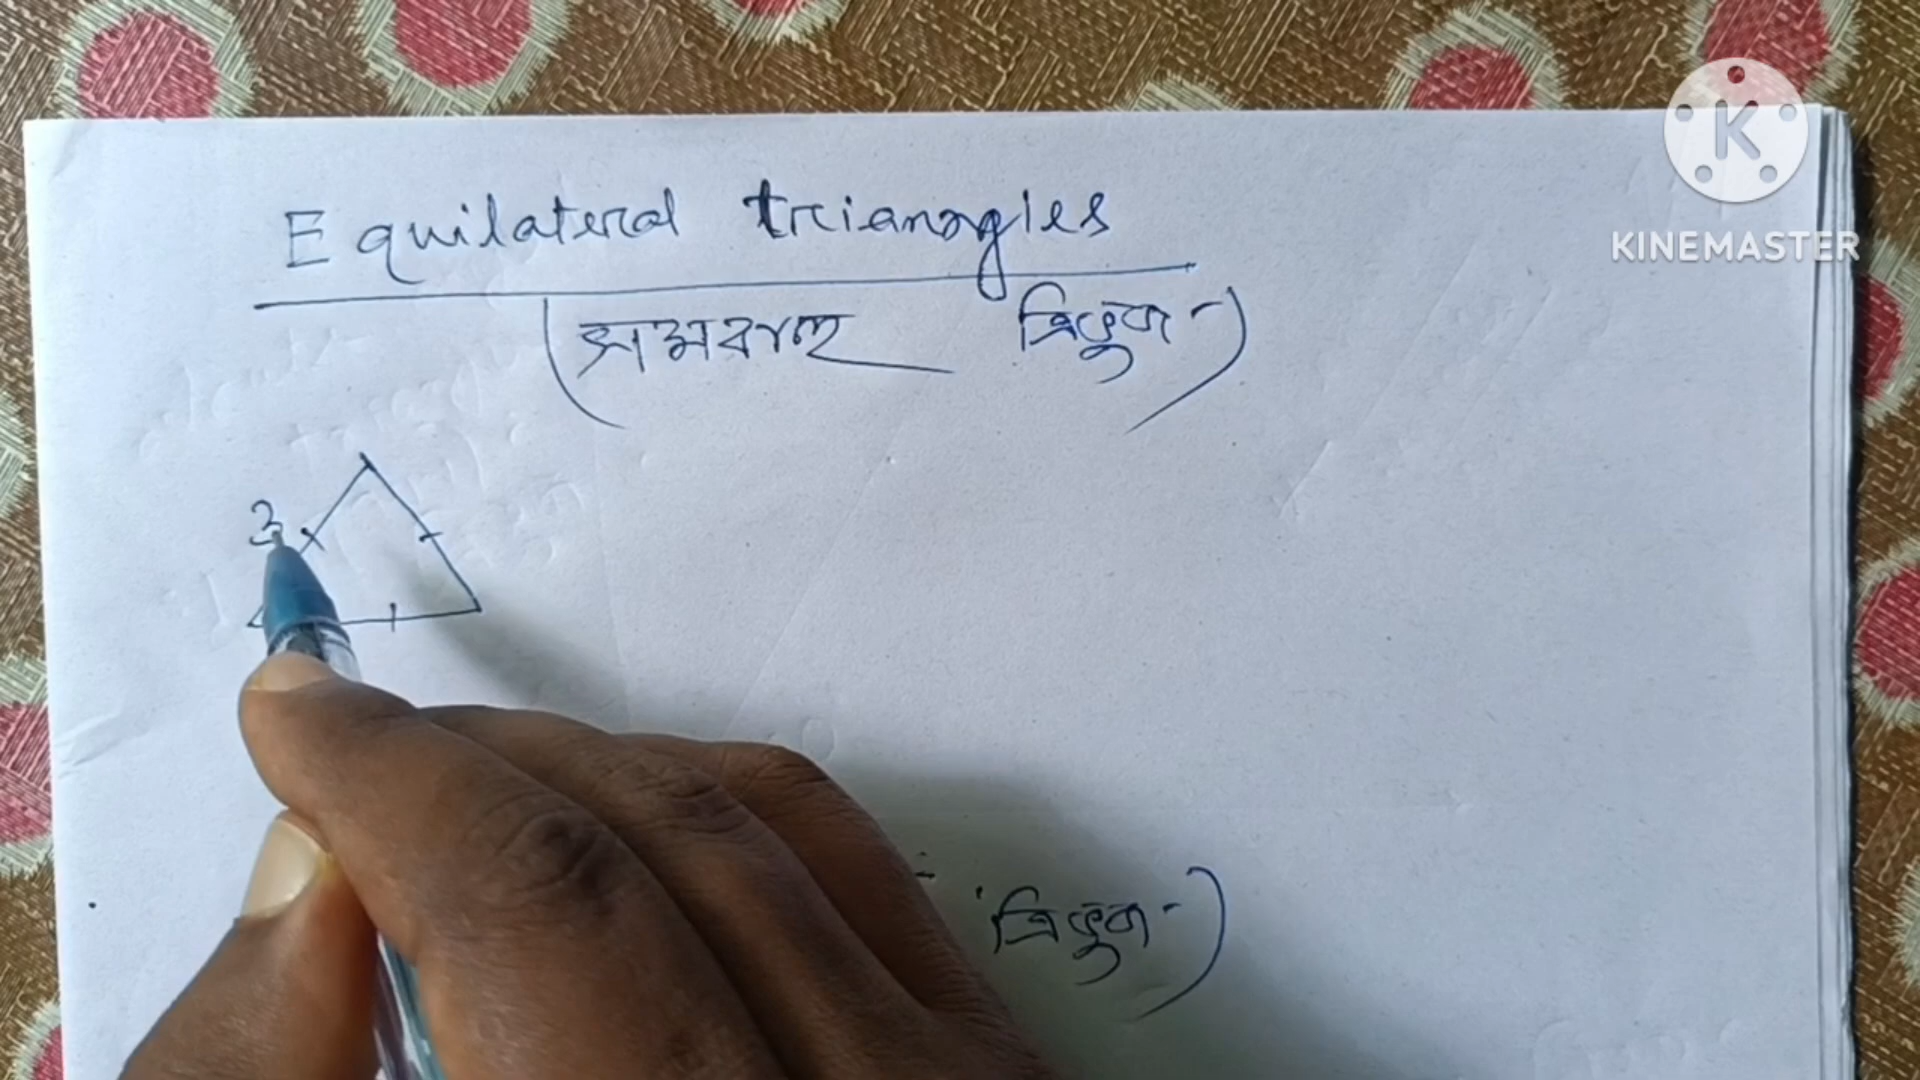 Equilateral triangles
(সমবাহু ত্রিভুজ-)
3
ত্রিভুজ-)
K
KINEMASTER